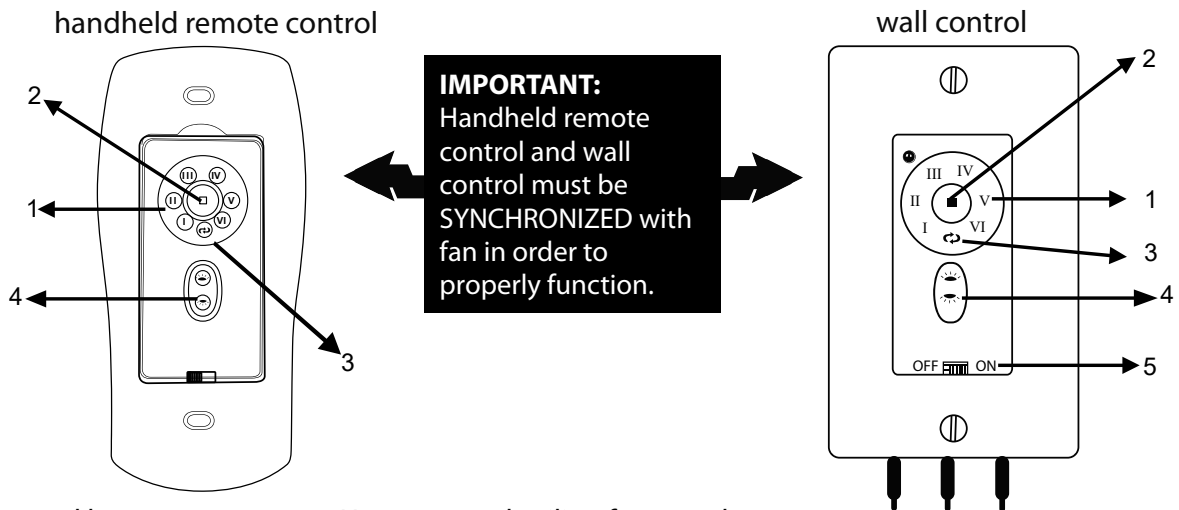 handheld remote control
wall control
IMPORTANT:
Handheld remote
control and wall
control must be
SYNCHRONIZED with
fan in order to
properly function.
2
1
4
3
III IV
II V
I VI
2
1
3
4
5
III IV
II V
I VI
OFF ON